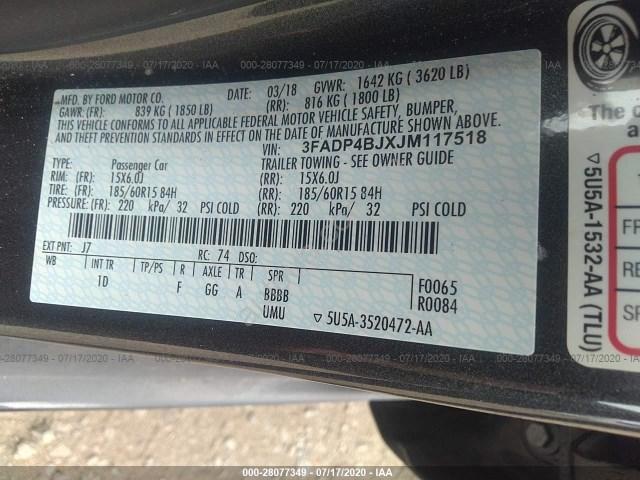 MFD. BY FORD MOTOR CO.
DATE: 03/18 GVWR: 1642 KG ( 3620 LB)
GAWR: (FR): 839 KG ( 1850 LB) (RR): 816 KG ( 1800 LB)
THIS VEHICLE CONFORMS TO ALL APPLICABLE FEDERAL MOTOR VEHICLE SAFETY, BUMPER,
AND THEFT PREVENTION STANDARDS IN EFFECT ON THE DATE OF MANUFACTURE SHOWN ABOVE.
VIN: 3FADP4BJXJM117518
TYPE: Passenger Car TRAILER TOWING - SEE OWNER GUIDE
RIM: (FR) 15X6.0J (RR): 15X6.0J
TIRE: (FR) 185/60R15 84H (RR): 185/60R15 84H
PRESSURE: (FR) 220 kPa/ 32 PSI COLD (RR): 220 kPa/ 32 PSI COLD
EXT PNT: J7 RC: 74 DSO:
WB INT TR TP/PS R AXLE TR SPR
1D F GG A BBBB
UMU
F0065
R0084
▽ 5U5A-3520472-AA
▽ 5U5A-1532-AA (TLU)
The c
a
FR
RE
SP
00-28077349 - 07/17/2020 - IAA
000-28077349 - 07/17/2020 - IAA